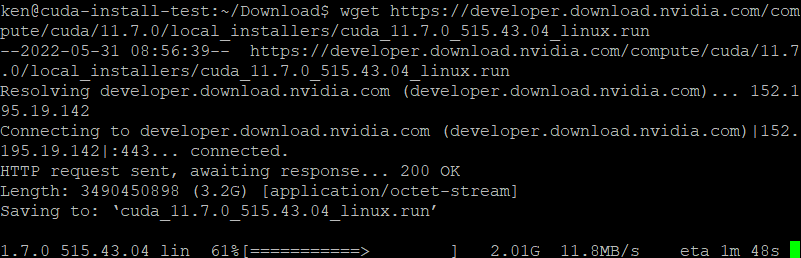 ken@cuda-install-test:~/Download$ wget https://developer.download.nvidia.com/com
pute/cuda/11.7.0/local_installers/cuda_11.7.0_515.43.04_linux.run
--2022-05-31 08:56:39--  https://developer.download.nvidia.com/compute/cuda/11.7
.0/local_installers/cuda_11.7.0_515.43.04_linux.run
Resolving developer.download.nvidia.com (developer.download.nvidia.com)... 152.1
95.19.142
Connecting to developer.download.nvidia.com (developer.download.nvidia.com)|152.
195.19.142|:443... connected.
HTTP request sent, awaiting response... 200 OK
Length: 3490450898 (3.2G) [application/octet-stream]
Saving to: ‘cuda_11.7.0_515.43.04_linux.run’
1.7.0_515.43.04_lin  61%[===========>        ]   2.01G  11.8MB/s    eta 1m 48s